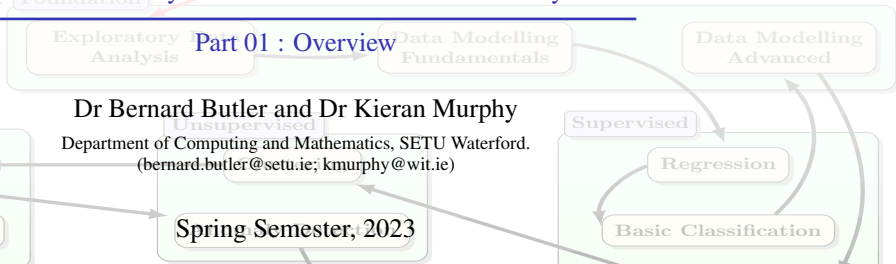 Foundation
Exploratory Data Analysis
Part 01 : Overview
Data Modelling Fundamentals
Data Modelling Advanced
Dr Bernard Butler and Dr Kieran Murphy
Unsupervised
Supervised
Department of Computing and Mathematics, SETU Waterford.
(bernard.butler@setu.ie; kmurphy@wit.ie)
Regression
Spring Semester, 2023
Basic Classification